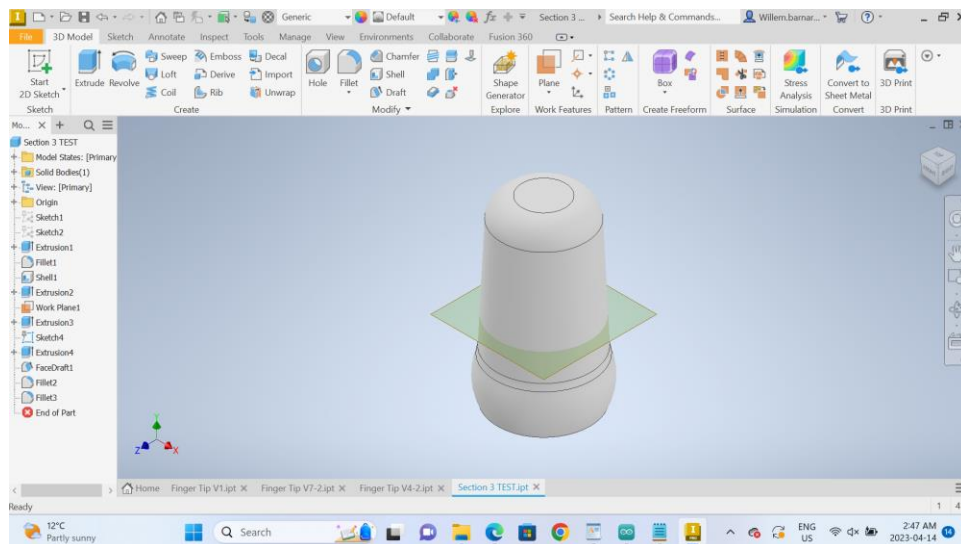 Generic Default fx Section 3 ... Search Help & Commands... Willem.barnar...
File 3D Model Sketch Annotate Inspect Tools Manage View Environments Collaborate Fusion 360
Start 2D Sketch
Extrude Revolve
Sweep Emboss Decal
Loft Derive Import
Coil Rib Unwrap
Hole Fillet
Chamfer
Shell
Draft
Shape Generator
Plane
Box
Stress Analysis
Convert to Sheet Metal
3D Print
Sketch Create Modify Explore Work Features Pattern Create Freeform Surface Simulation Convert 3D Print
Mo... X +
Section 3 TEST
Model States: [Primary
Solid Bodies(1)
View: [Primary]
Origin
Sketch1
Sketch2
Extrusion1
Fillet1
Shell1
Extrusion2
Work Plane1
Extrusion3
Sketch4
Extrusion4
FaceDraft1
Fillet2
Fillet3
End of Part
Y
Z X
Home Finger Tip V1.ipt X Finger Tip V7-2.ipt X Finger Tip V4-2.ipt X Section 3 TEST.ipt X
Ready 1 4
12°C
Partly sunny
Search
ENG
US
2:47 AM
2023-04-14